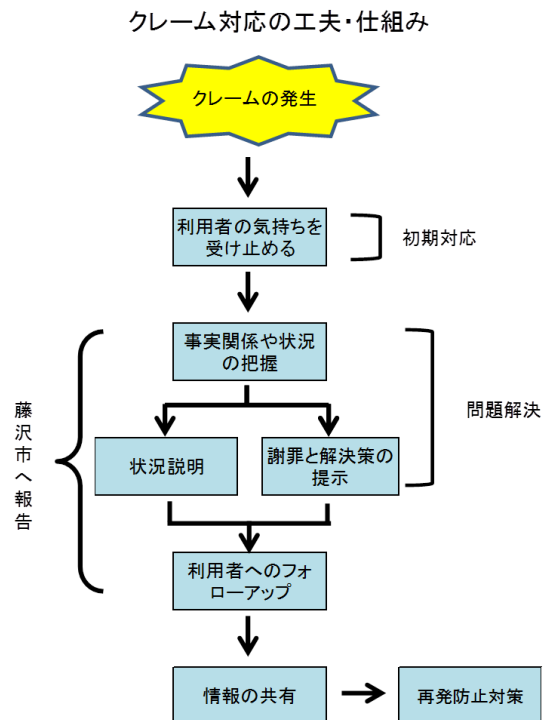 クレーム対応の工夫・仕組み
クレームの発生
利用者の気持ちを
受け止める
初期対応
事実関係や状況
の把握
問題解決
藤沢市へ報告
状況説明
謝罪と解決策の
提示
利用者へのフォ
ローアップ
情報の共有
再発防止対策